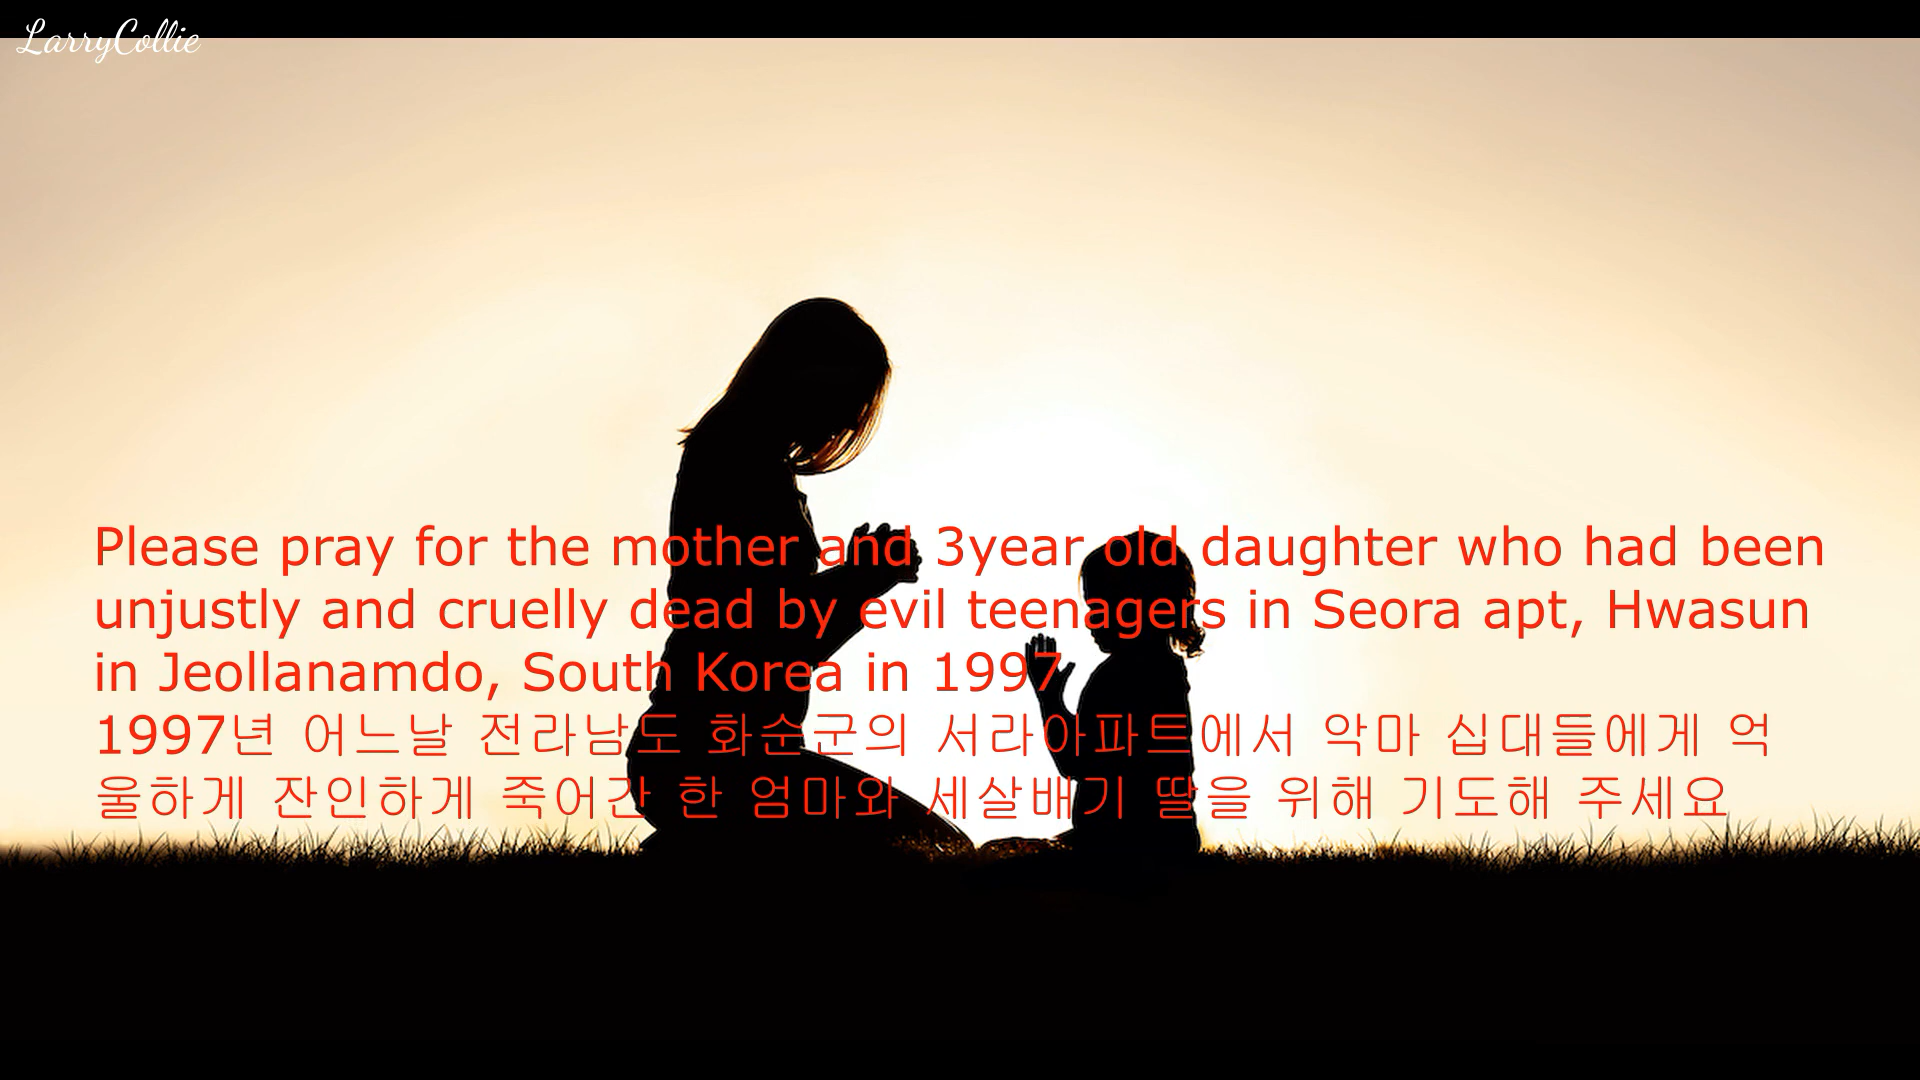 LarryCollie
Please pray for the mother and 3year old daughter who had been
unjustly and cruelly dead by evil teenagers in Seora apt, Hwasun
in Jeollanamdo, South Korea in 1997
1997년 어느날 전라남도 화순군의 서라아파트에서 악마 십대들에게 억
울하게 잔인하게 죽어간 한 엄마와 세살배기 딸을 위해 기도해 주세요